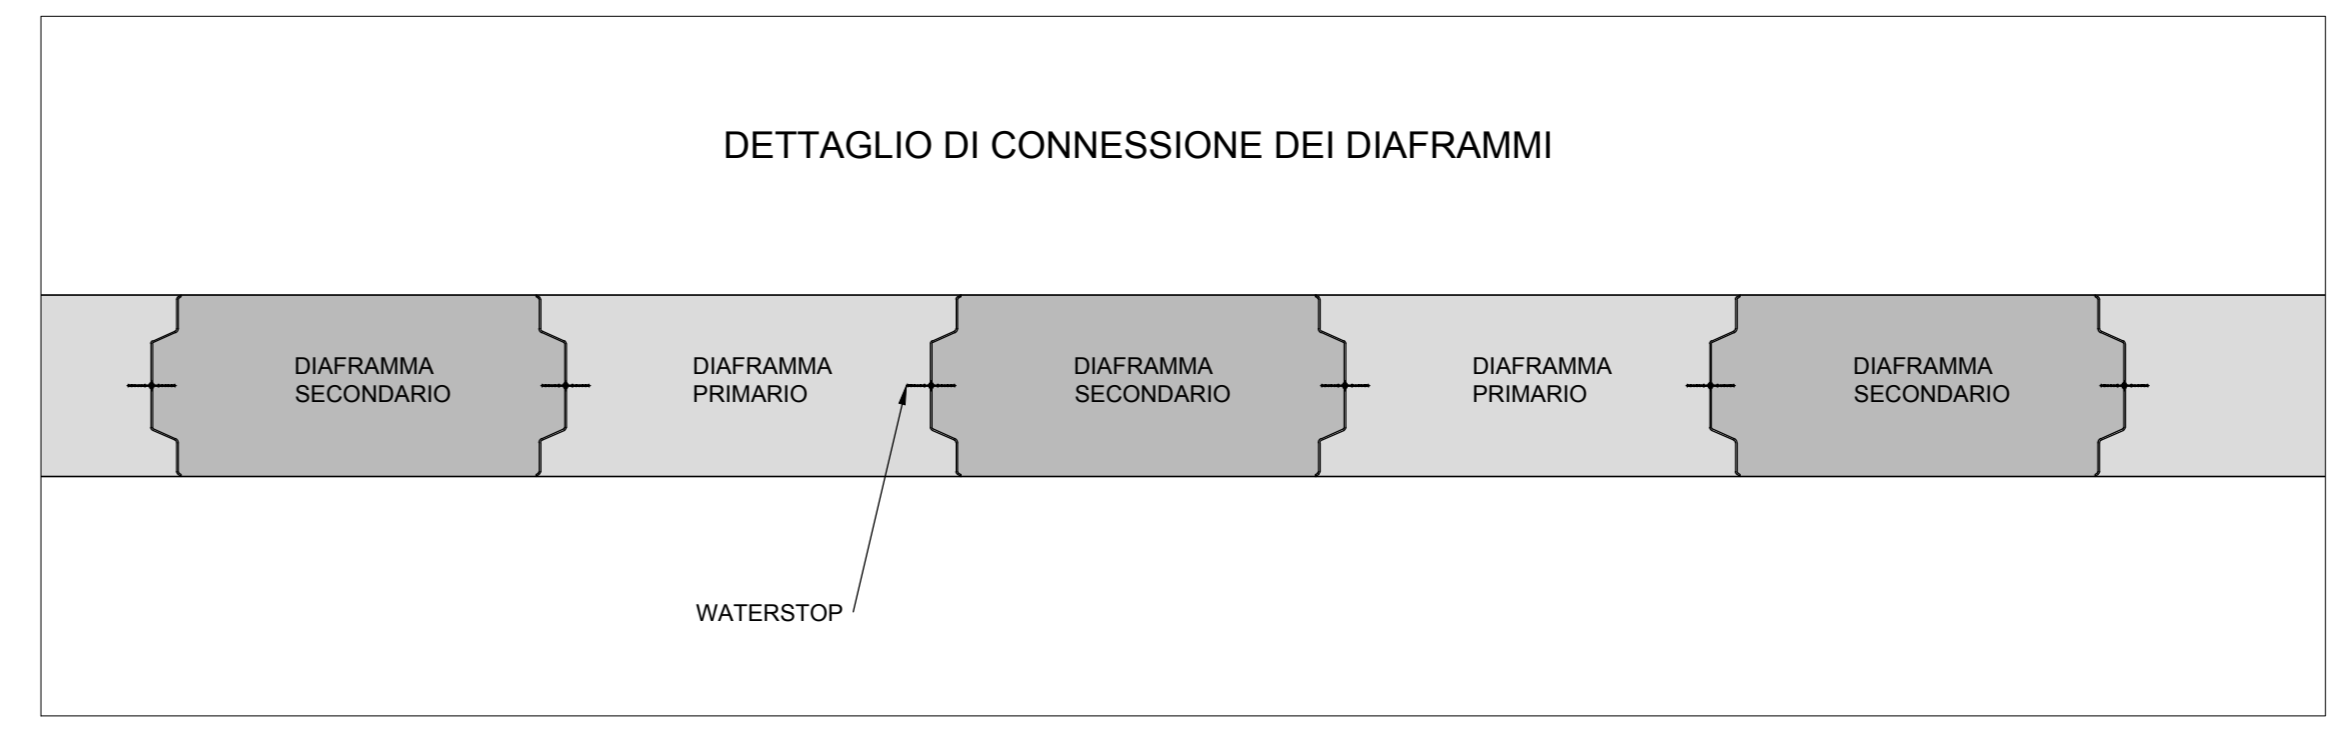 DETTAGLIO DI CONNESSIONE DEI DIAFRAMMI
DIAFRAMMA
SECONDARIO
DIAFRAMMA
PRIMARIO
DIAFRAMMA
SECONDARIO
DIAFRAMMA
PRIMARIO
DIAFRAMMA
SECONDARIO
WATERSTOP